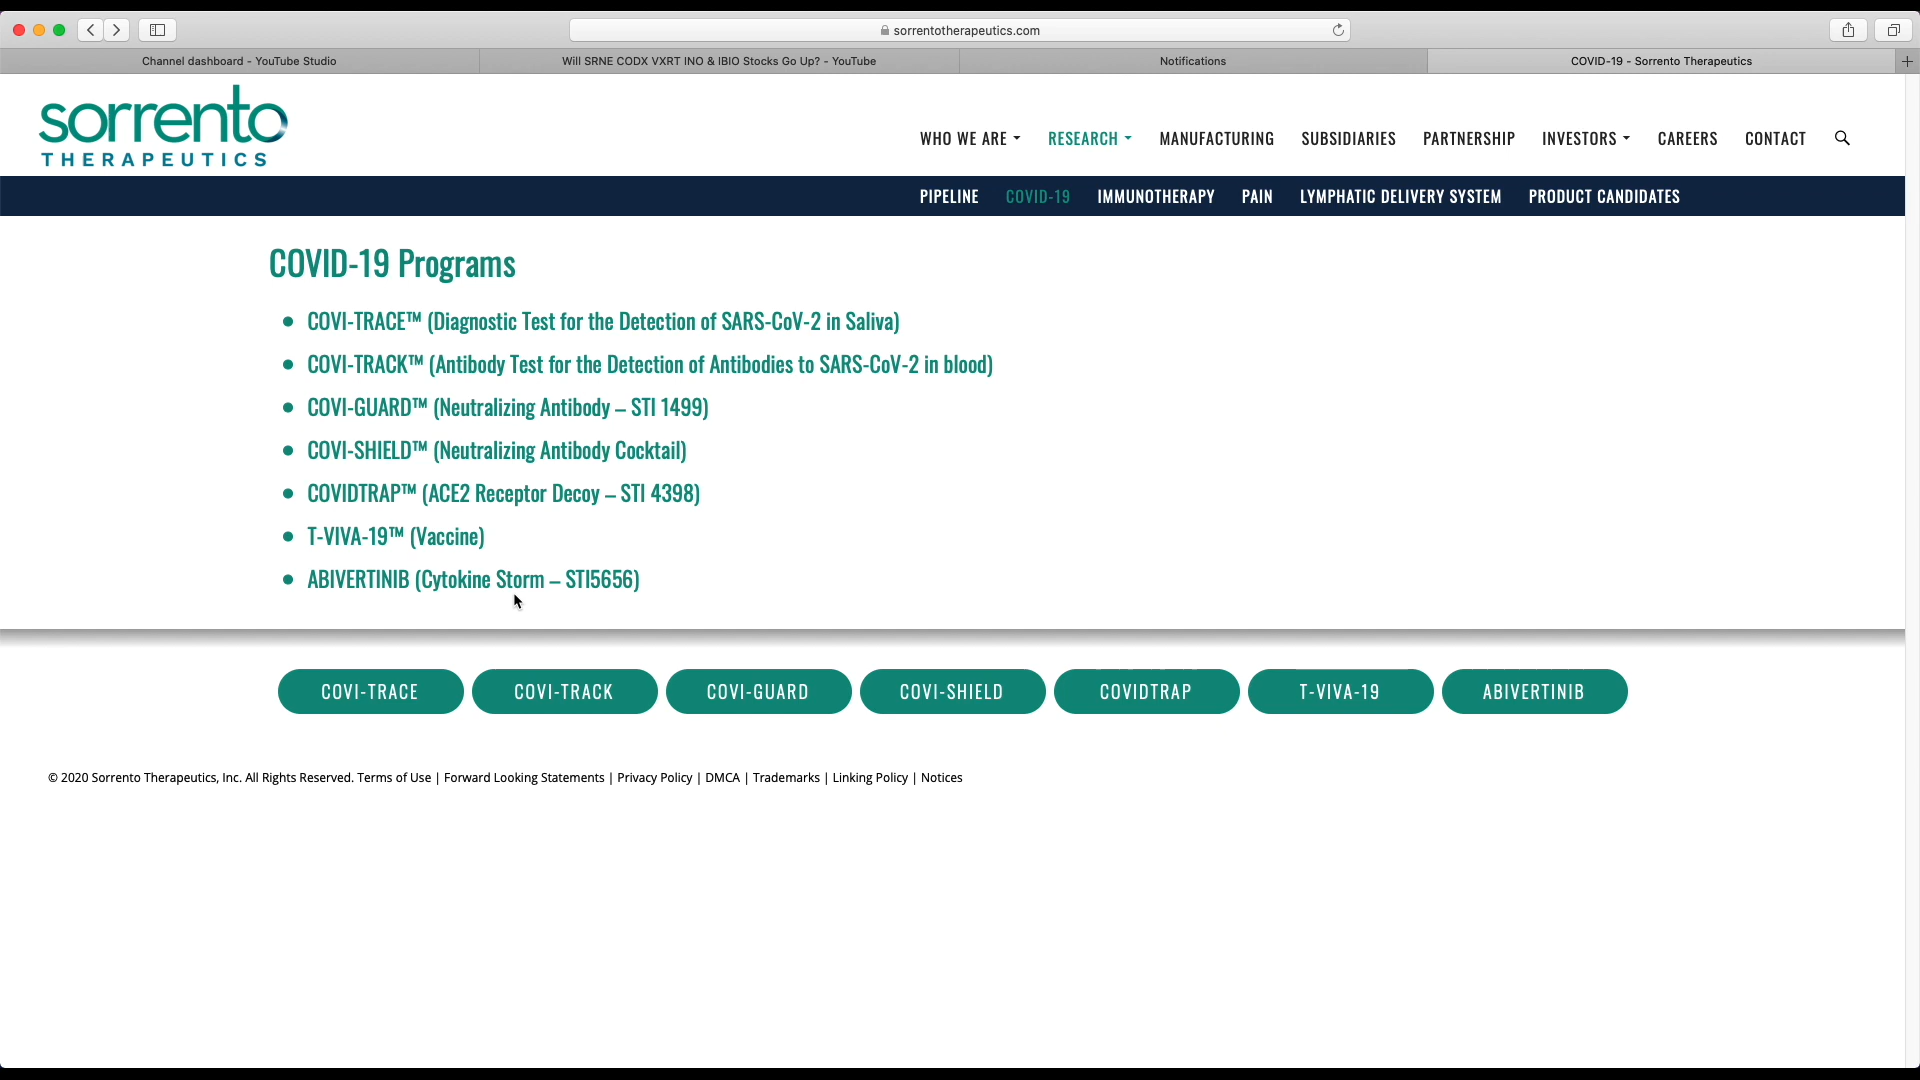 sorrentotherapeutics.com
Channel dashboard - YouTube Studio
Will SRNE CODX VXRT INO & IBIO Stocks Go Up? - YouTube
Notifications
COVID-19 - Sorrento Therapeutics
sorrento
THERAPEUTICS
WHO WE ARE RESEARCH MANUFACTURING SUBSIDIARIES PARTNERSHIP INVESTORS CAREERS CONTACT
PIPELINE COVID-19 IMMUNOTHERAPY PAIN LYMPHATIC DELIVERY SYSTEM PRODUCT CANDIDATES
COVID-19 Programs
COVI-TRACE™ (Diagnostic Test for the Detection of SARS-CoV-2 in Saliva)
COVI-TRACK™ (Antibody Test for the Detection of Antibodies to SARS-CoV-2 in blood)
COVI-GUARD™ (Neutralizing Antibody – STI 1499)
COVI-SHIELD™ (Neutralizing Antibody Cocktail)
COVIDTRAP™ (ACE2 Receptor Decoy – STI 4398)
T-VIVA-19™ (Vaccine)
ABIVERTINIB (Cytokine Storm – STI5656)
COVI-TRACE COVI-TRACK COVI-GUARD COVI-SHIELD COVIDTRAP T-VIVA-19 ABIVERTINIB
© 2020 Sorrento Therapeutics, Inc. All Rights Reserved. Terms of Use | Forward Looking Statements | Privacy Policy | DMCA | Trademarks | Linking Policy | Notices